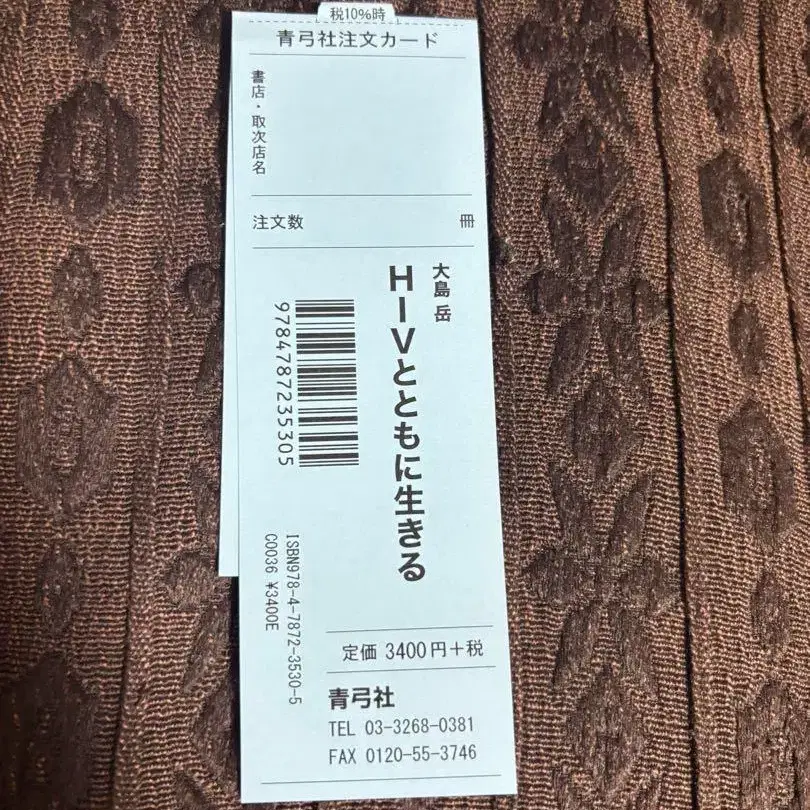 税10%時
青弓社注文カード
書店・取次店名
注文数 冊
大島 岳
HIVとともに生きる
9784787235305
ISBN978-4-7872-3530-5
C0036 ¥3400E
定価 3400円+税
青弓社
TEL 03-3268-0381
FAX 0120-55-3746